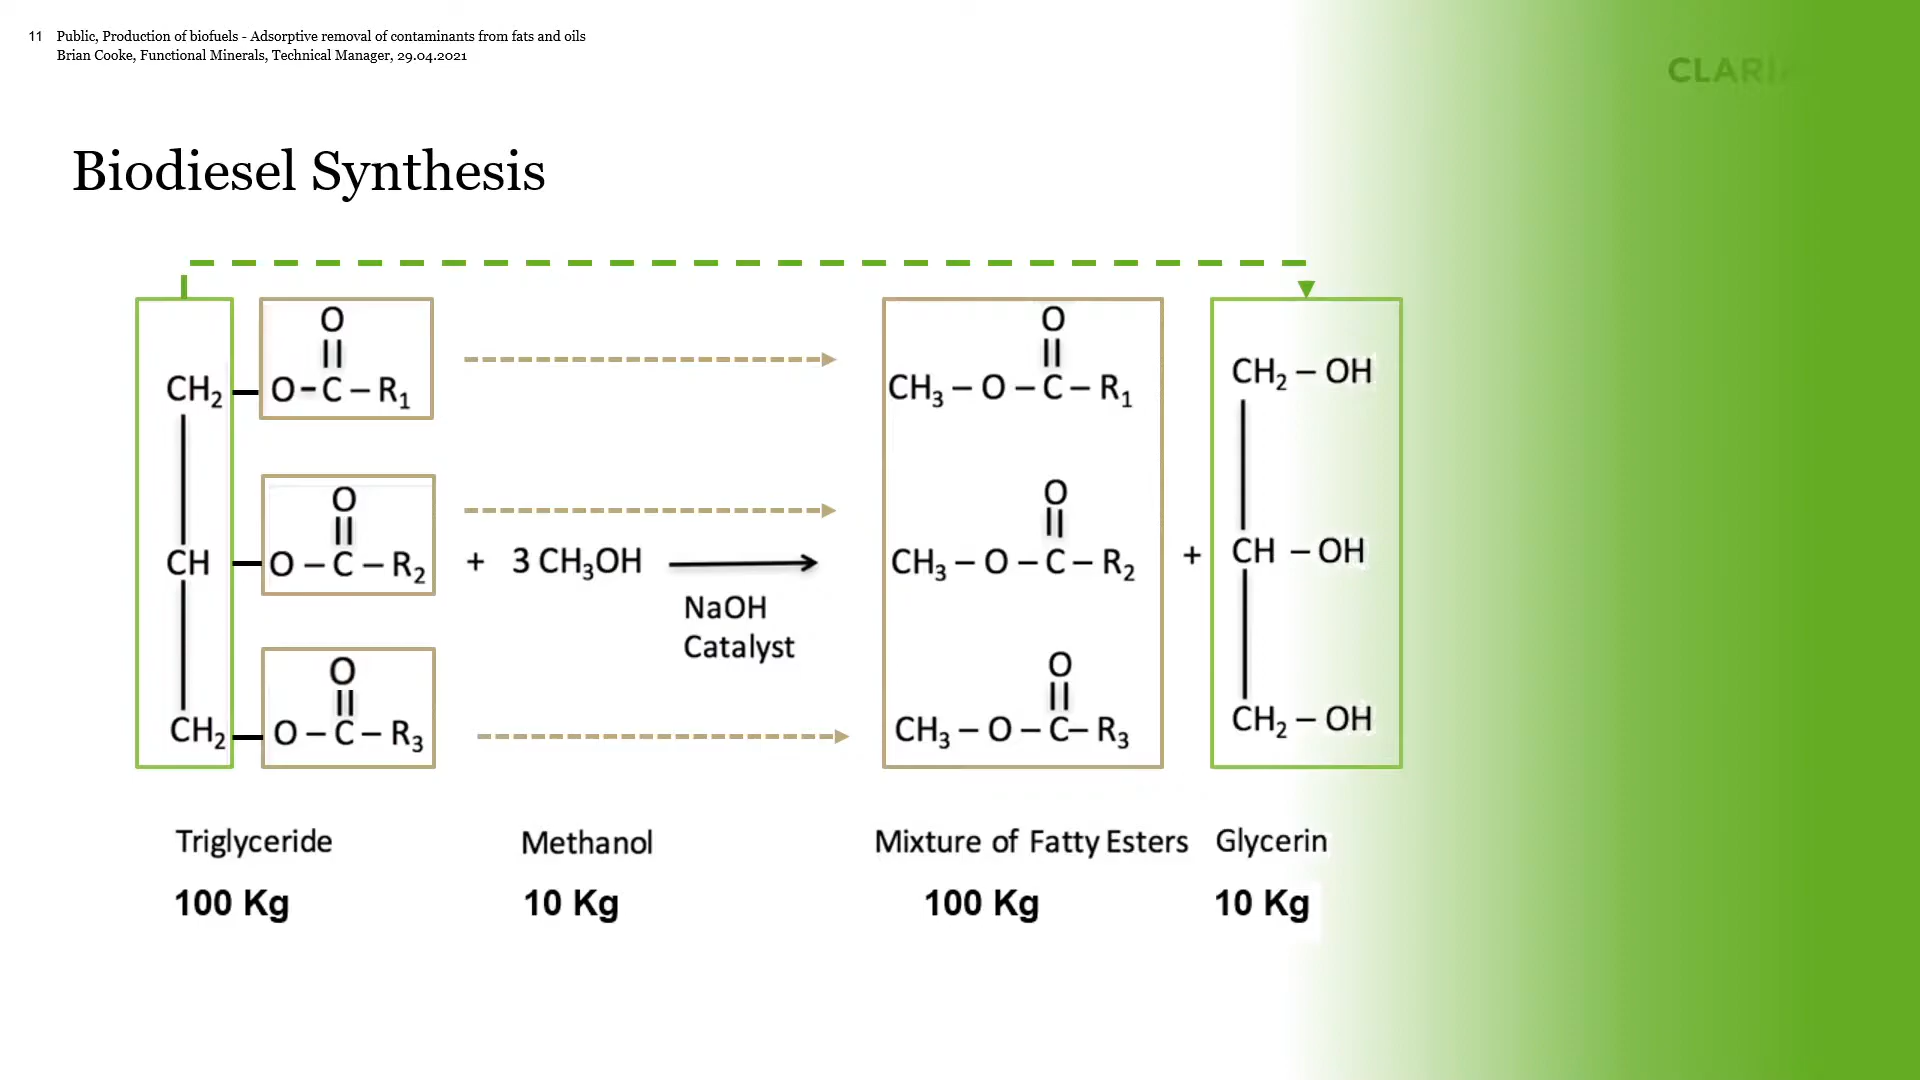 11 Public, Production of biofuels - Adsorptive removal of contaminants from fats and oils
Brian Cooke, Functional Minerals, Technical Manager, 29.04.2021
CLARIA
Biodiesel Synthesis
O
||
CH₂ — O – C – R₁
O
||
CH — O – C – R₂
O
||
CH₂ — O – C – R₃
+ 3 CH₃OH
NaOH
Catalyst
O
||
CH₃ – O – C – R₁
O
||
CH₃ – O – C – R₂
O
||
CH₃ – O – C – R₃
+
CH₂ – OH
CH – OH
CH₂ – OH
Triglyceride Methanol Mixture of Fatty Esters Glycerin
100 Kg 10 Kg 100 Kg 10 Kg